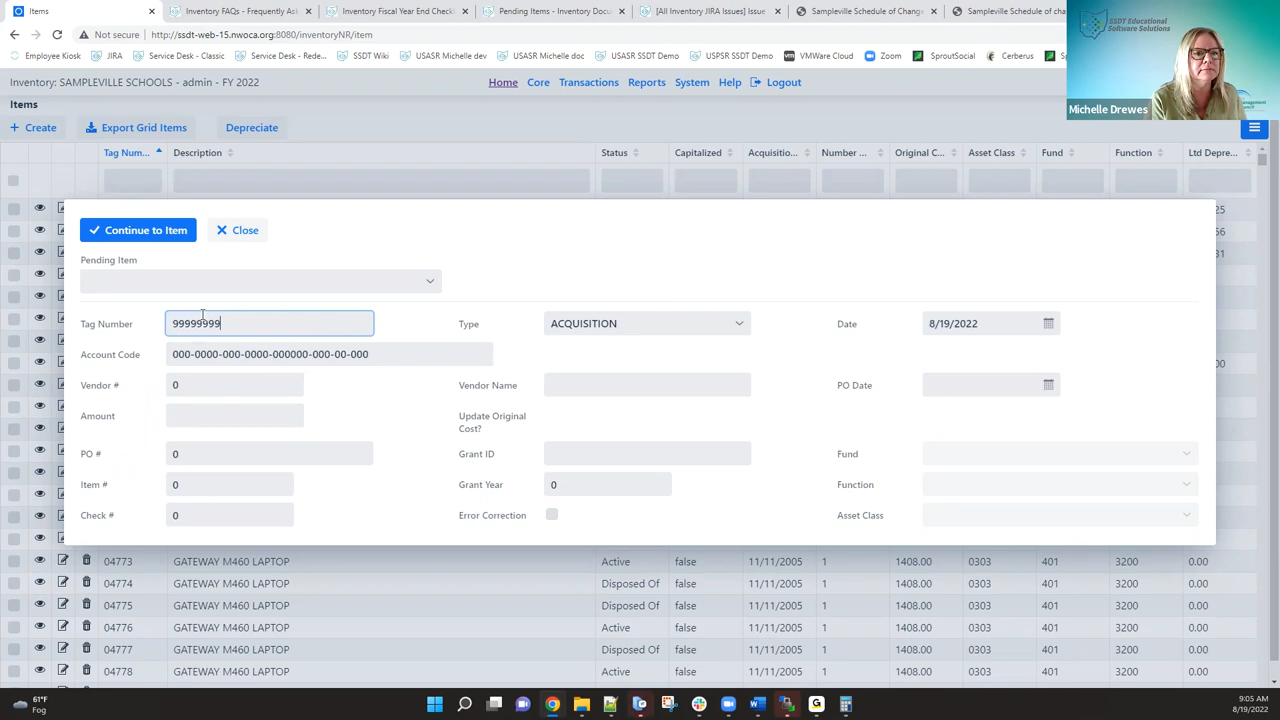 Items
Inventory FAQs - Frequently Ask
Inventory Fiscal Year End Check
Pending Items - Inventory Docu
[All Inventory JIRA Issues] Issue
Sampleville Schedule of Change
Sampleville Schedule of cha
Not secure http://ssdt-web-15.nwoca.org:8080/inventoryNR/item
Employee Kiosk JIRA Service Desk - Classic Service Desk - Rede... SSDT Wiki USASR Michelle dev USASR Michelle doc USASR SSDT Demo USPSR SSDT Demo VMWare Cloud Zoom SproutSocial Cerberus
SSDT Educational
Software Solutions
Michelle Drewes
Inventory: SAMPLEVILLE SCHOOLS - admin - FY 2022 Home Core Transactions Reports System Help Logout
Items
+ Create Export Grid Items Depreciate
Tag Num... Description Status Capitalized Acquisitio... Number ... Original C... Asset Class Fund Function Ltd Depre...
25
56
31
00
Continue to Item Close
Pending Item
Tag Number 99999999 Type ACQUISITION Date 8/19/2022
Account Code 000-0000-000-0000-000000-000-00-000
Vendor # 0 Vendor Name PO Date
Amount Update Original
Cost?
PO # 0 Grant ID Fund
Item # 0 Grant Year 0 Function
Check # 0 Error Correction Asset Class
04773 GATEWAY M460 LAPTOP Active false 11/11/2005 1 1408.00 0303 401 3200 0.00
04774 GATEWAY M460 LAPTOP Disposed Of false 11/11/2005 1 1408.00 0303 401 3200 0.00
04775 GATEWAY M460 LAPTOP Disposed Of false 11/11/2005 1 1408.00 0303 401 3200 0.00
04776 GATEWAY M460 LAPTOP Active false 11/11/2005 1 1408.00 0303 401 3200 0.00
04777 GATEWAY M460 LAPTOP Disposed Of false 11/11/2005 1 1408.00 0303 401 3200 0.00
04778 GATEWAY M460 LAPTOP Active false 11/11/2005 1 1408.00 0303 401 3200 0.00
61°F
Fog
9:05 AM
8/19/2022